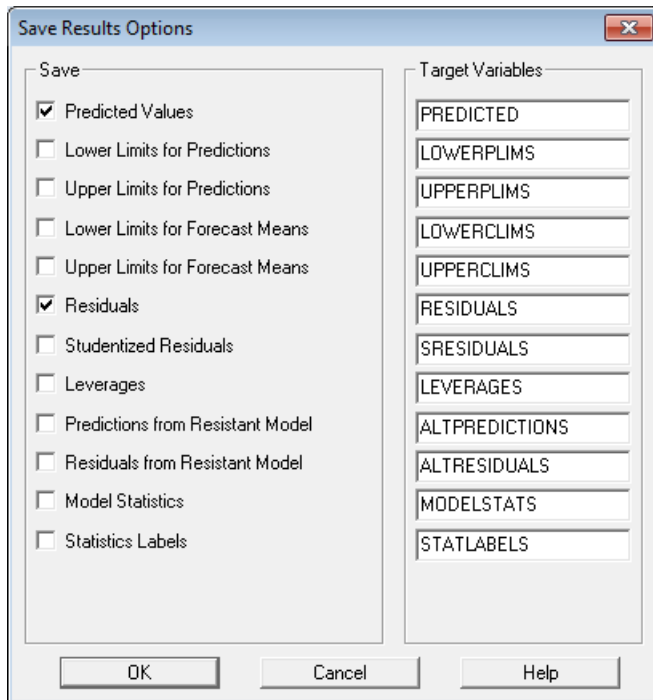 Save Results Options
Save
Target Variables
Predicted Values
PREDICTED
Lower Limits for Predictions
LOWERPLIMS
Upper Limits for Predictions
UPPERPLIMS
Lower Limits for Forecast Means
LOWERCLIMS
Upper Limits for Forecast Means
UPPERCLIMS
Residuals
RESIDUALS
Studentized Residuals
SRESIDUALS
Leverages
LEVERAGES
Predictions from Resistant Model
ALTPREDICTIONS
Residuals from Resistant Model
ALTRESIDUALS
Model Statistics
MODELSTATS
Statistics Labels
STATLABELS
OK
Cancel
Help